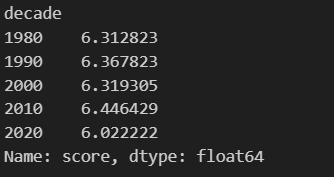 decade
1980    6.312823
1990    6.367823
2000    6.319305
2010    6.446429
2020    6.022222
Name: score, dtype: float64